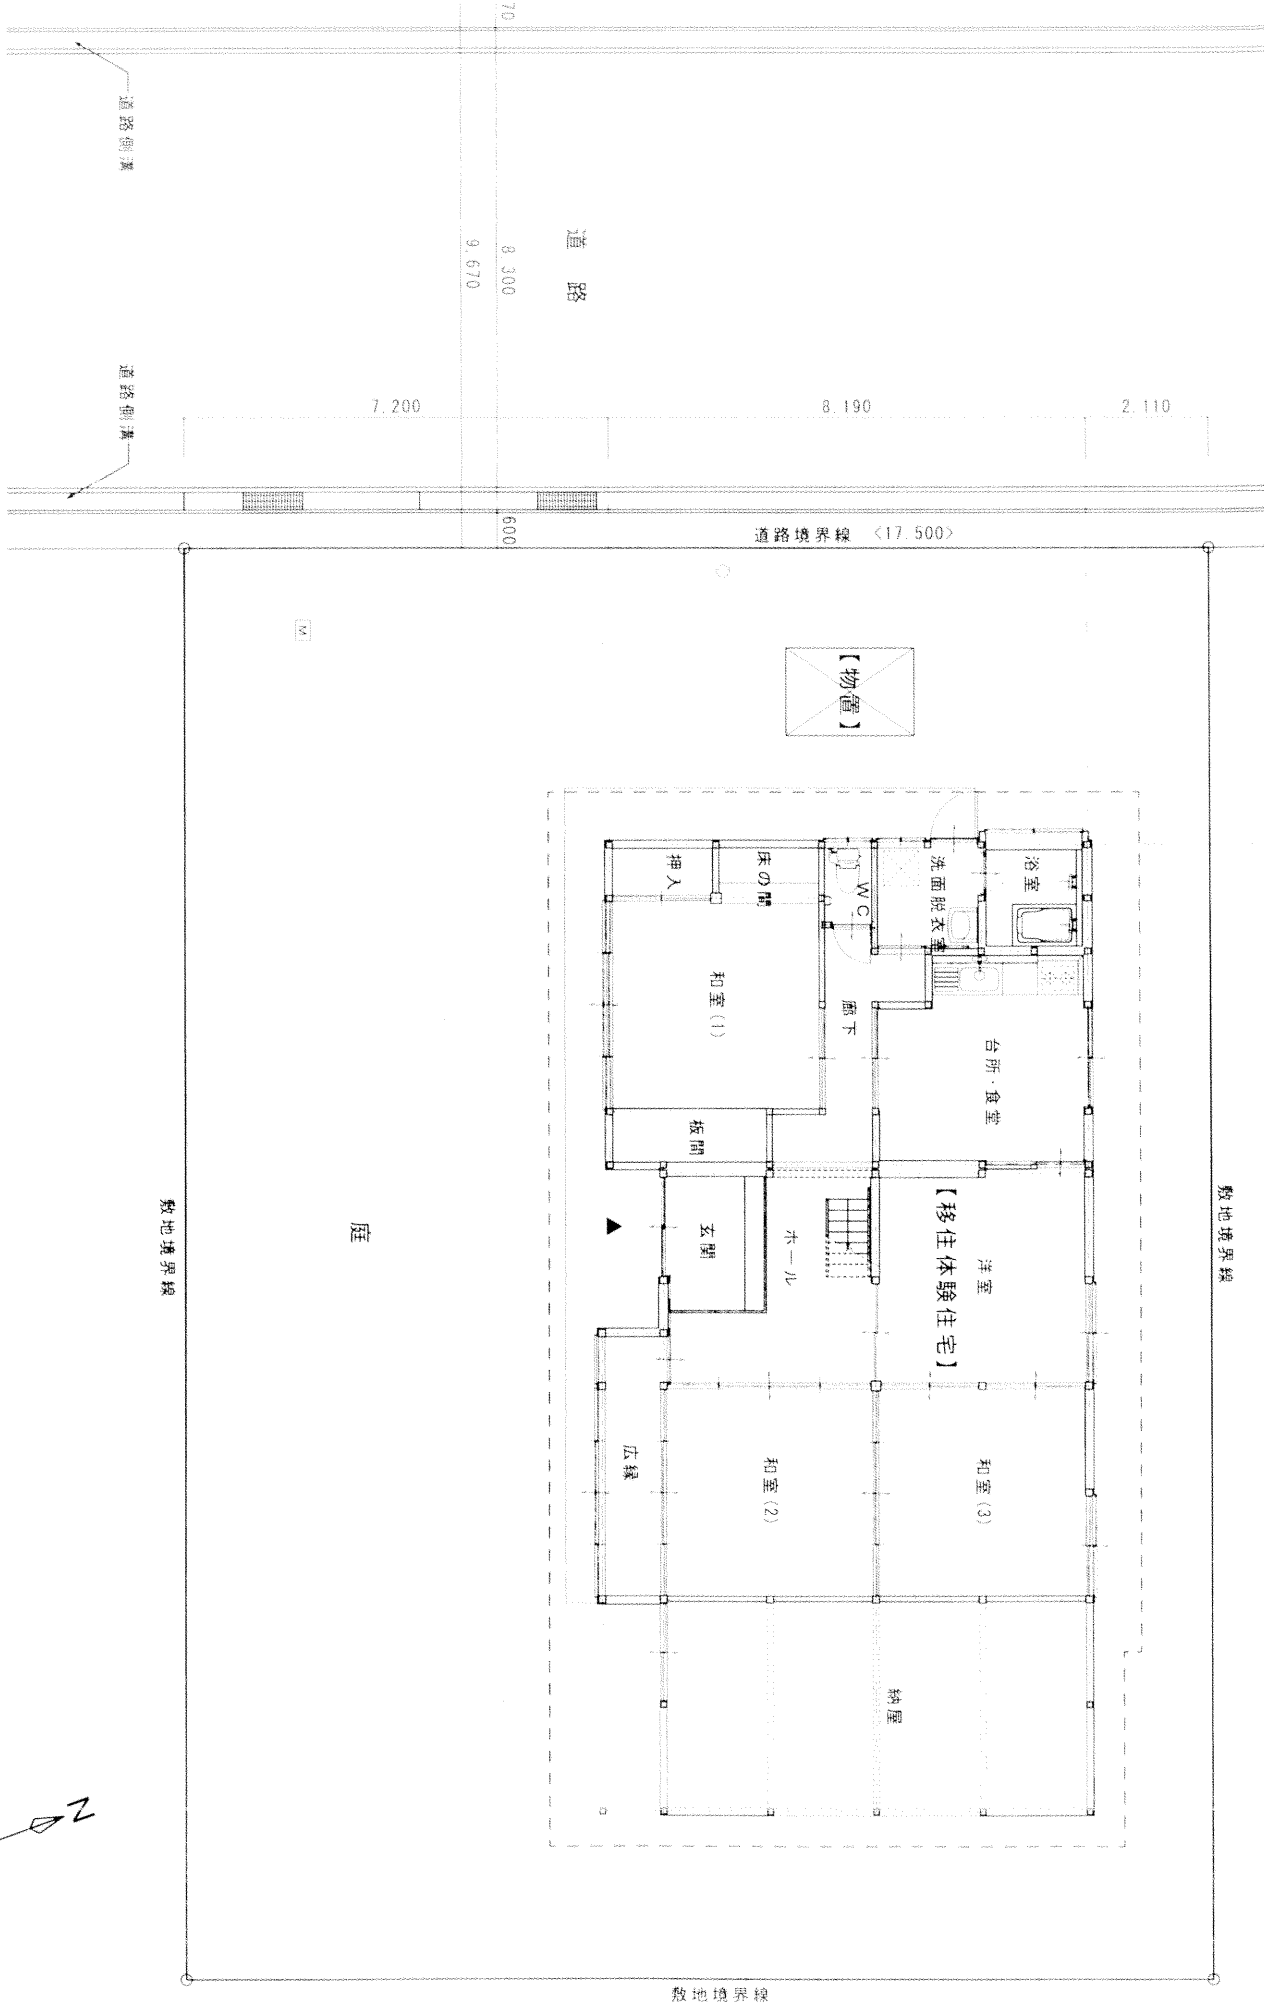 道路側溝
70
道路
8.300
9.670
道路側溝
7.200
8.190
2.110
600
道路境界線 <17.500>
M
【物置】
押入
床の間
WC
洗面脱衣室
浴室
和室(1)
廊下
台所・食堂
板間
玄関
ホール
【移住体験住宅】
洋室
敷地境界線
庭
敷地境界線
広縁
和室(2)
和室(3)
納屋
N
敷地境界線